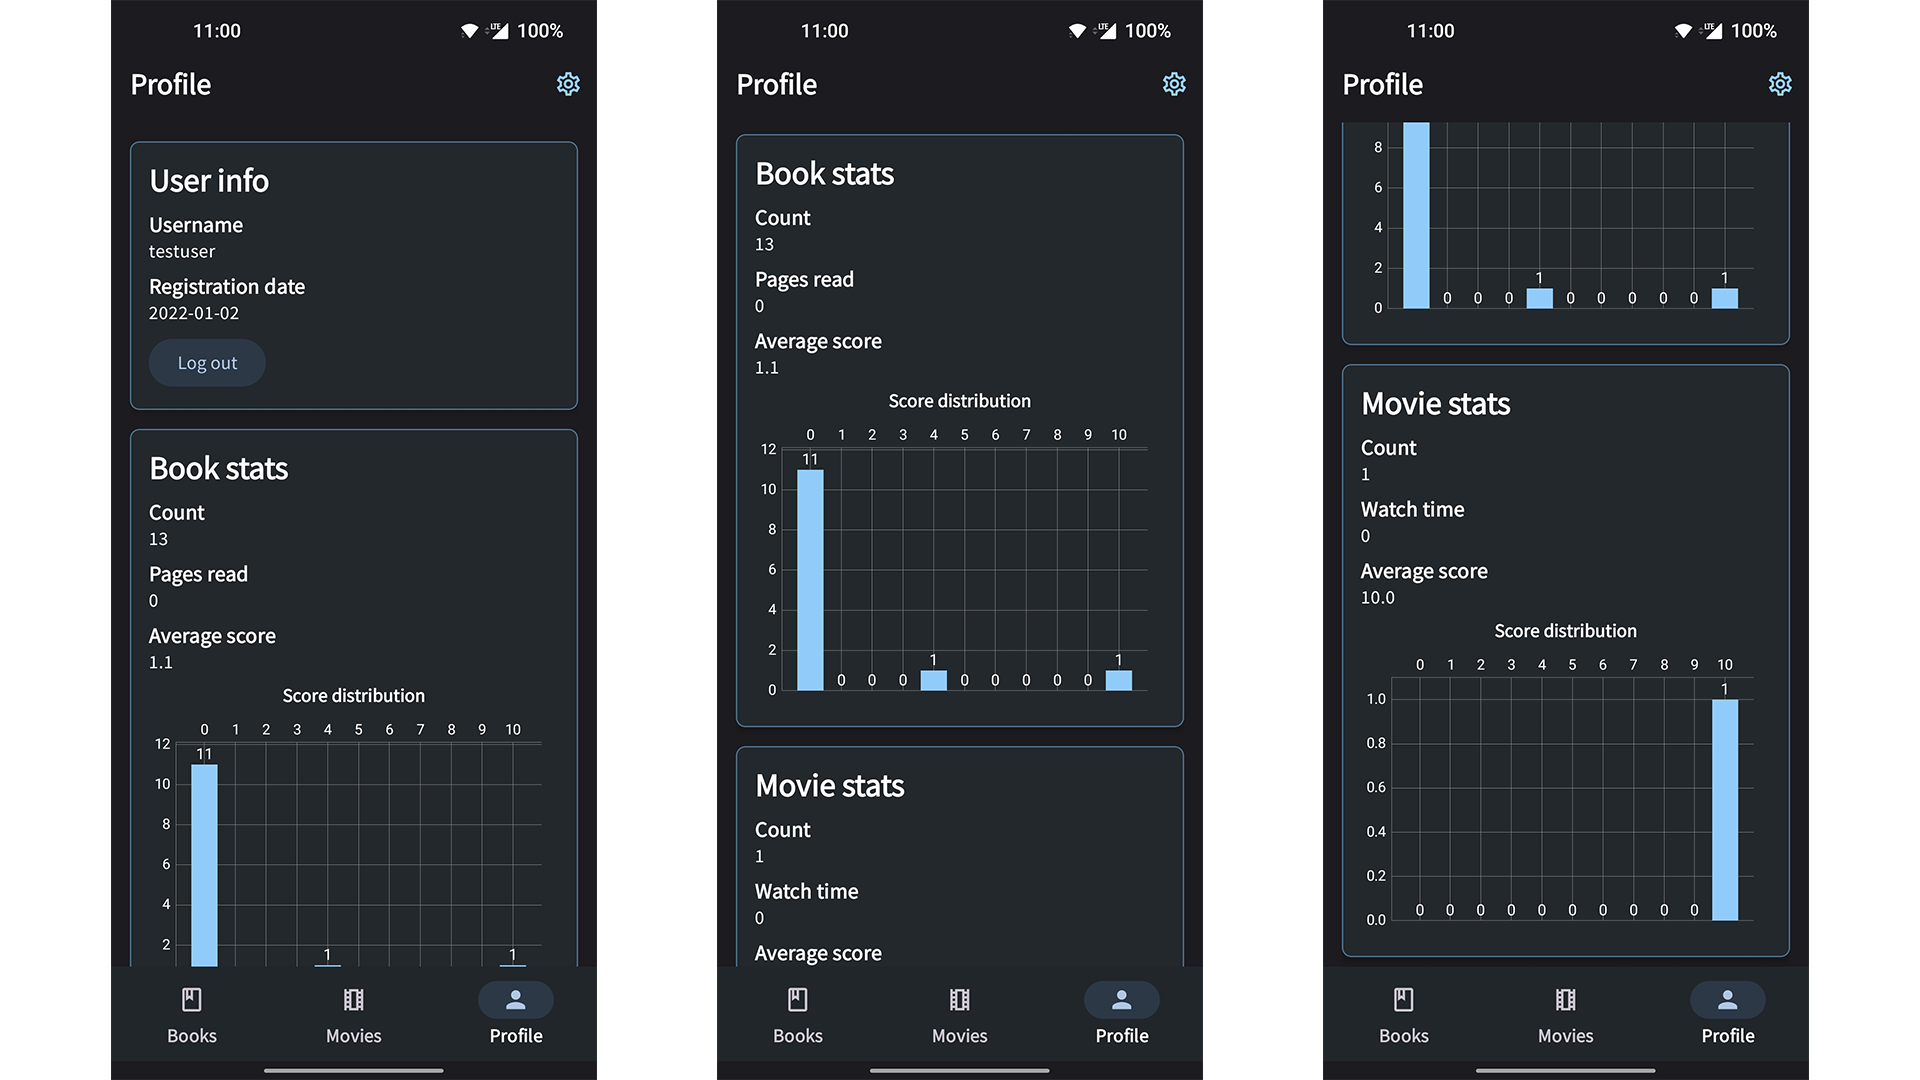 11:00 LTE 100%
Profile
User info
Username
testuser
Registration date
2022-01-02
Log out
Book stats
Count
13
Pages read
0
Average score
1.1
Score distribution
0 1 2 3 4 5 6 7 8 9 10
12
11
10
8
6
4
2
1 1
Books Movies Profile
11:00 LTE 100%
Profile
Book stats
Count
13
Pages read
0
Average score
1.1
Score distribution
0 1 2 3 4 5 6 7 8 9 10
12
11
10
8
6
4
2
1 1
0 0 0 0 0 0 0 0
0
Movie stats
Count
1
Watch time
0
Average score
Books Movies Profile
11:00 LTE 100%
Profile
8
6
4
2
1 1
0 0 0 0 0 0 0 0
0
Movie stats
Count
1
Watch time
0
Average score
10.0
Score distribution
0 1 2 3 4 5 6 7 8 9 10
1
1.0
0.8
0.6
0.4
0.2
0 0 0 0 0 0 0 0 0 0
0.0
Books Movies Profile